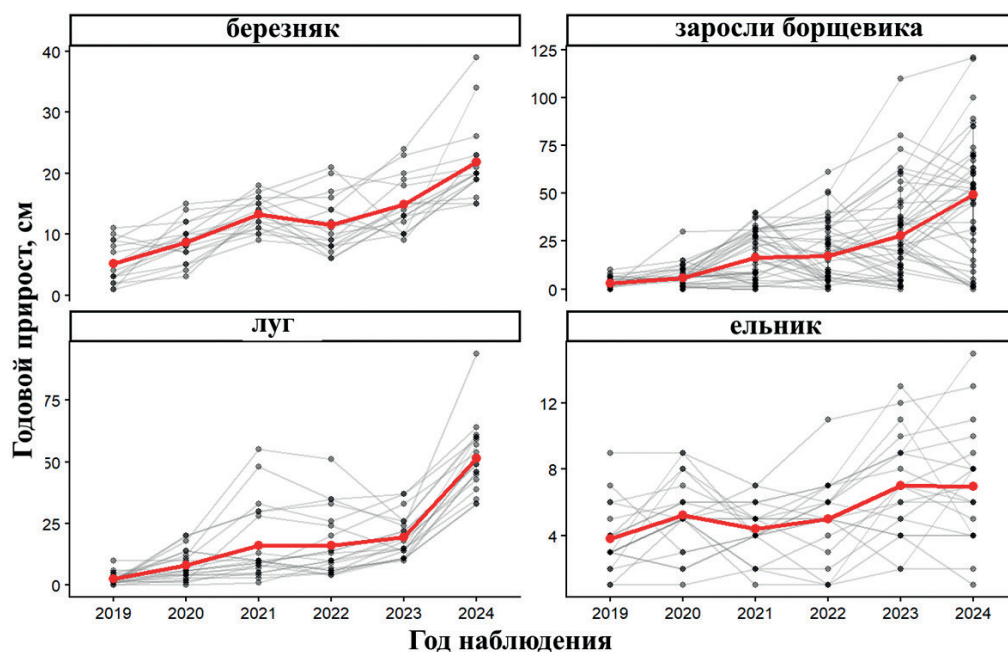 березняк
заросли борщевика
40
30
20
10
0
125
100
75
50
25
0
луг
ельник
75
50
25
0
12
8
4
2019 2020 2021 2022 2023 2024
2019 2020 2021 2022 2023 2024
Годовой прирост, см
Год наблюдения